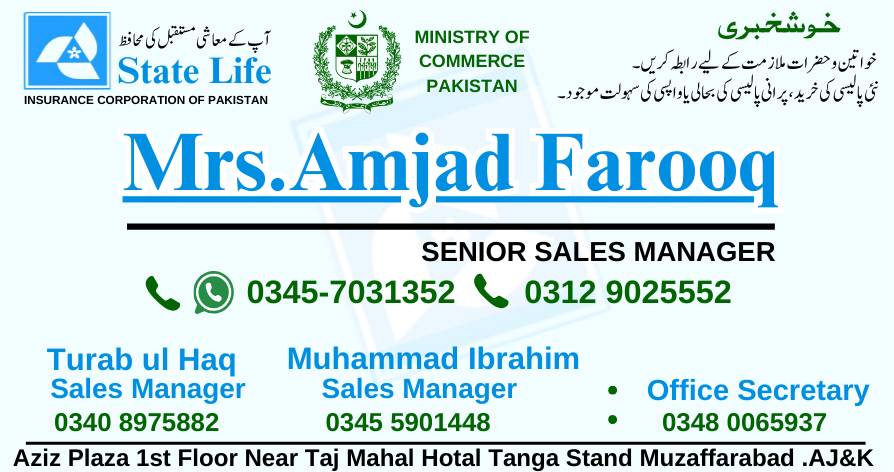 آپ کے معاشی مستقبل کی محافظ
State Life
INSURANCE CORPORATION OF PAKISTAN
MINISTRY OF
COMMERCE
PAKISTAN
خوشخبری
خواتین و حضرات ملازمت کے لیے رابطہ کریں۔
نئی پالیسی کی خرید، پرانی پالیسی کی بحالی یا واپسی کی سہولت موجود۔
Mrs.Amjad Farooq
SENIOR SALES MANAGER
0345-7031352 0312 9025552
Turab ul Haq
Sales Manager
0340 8975882
Muhammad Ibrahim
Sales Manager
0345 5901448
• Office Secretary
• 0348 0065937
Aziz Plaza 1st Floor Near Taj Mahal Hotal Tanga Stand Muzaffarabad .AJ&K